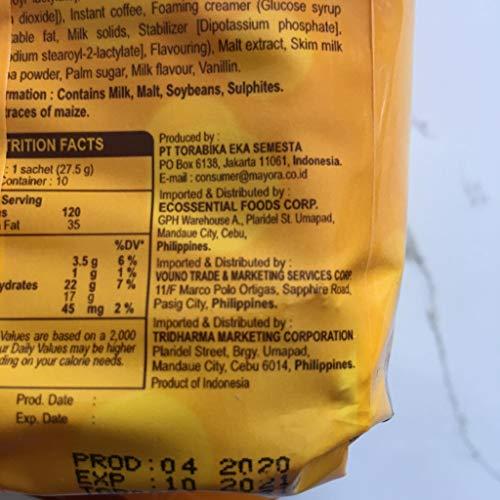 dioxide]), Instant coffee, Foaming creamer (Glucose syrup
able fat, Milk solids, Stabilizer [Dipotassium phosphate],
dium stearoyl-2-lactylate], Flavouring), Malt extract, Skim milk
a powder, Palm sugar, Milk flavour, Vanillin.
rmation : Contains Milk, Malt, Soybeans, Sulphites.
traces of maize.
TRITION FACTS
: 1 sachet (27.5 g)
Container : 10
Serving
s 120
Fat 35
%DV*
3.5 g 6 %
1 g 1 %
ydrates 22 g 7 %
17 g
45 mg 2 %
Values are based on a 2,000
ur Daily Values may be higher
ding on your calorie needs.
Produced by :
PT TORABIKA EKA SEMESTA
PO Box 6138, Jakarta 11061, Indonesia.
E-mail : consumer@mayora.co.id
Imported & Distributed by :
ECOSSENTIAL FOODS CORP.
GPH Warehouse A., Plaridel St. Umapad,
Mandaue City, Cebu,
Philippines.
Imported & Distributed by :
VOUNO TRADE & MARKETING SERVICES CORP.
11/F Marco Polo Ortigas, Sapphire Road,
Pasig City, Philippines.
Imported & Distributed by :
TRIDHARMA MARKETING CORPORATION
Plaridel Street, Brgy. Umapad,
Mandaue City, Cebu 6014, Philippines.
Product of Indonesia
Prod. Date :
Exp. Date :
PROD : 04 2020
EXP : 10